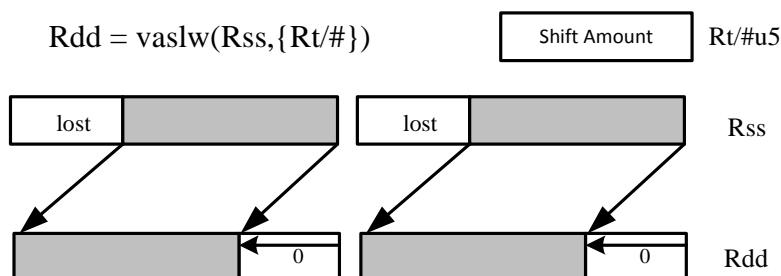 Rdd = vaslw(Rss,{Rt/#})
Shift Amount
Rt/#u5
lost
lost
Rss
0
0
Rdd